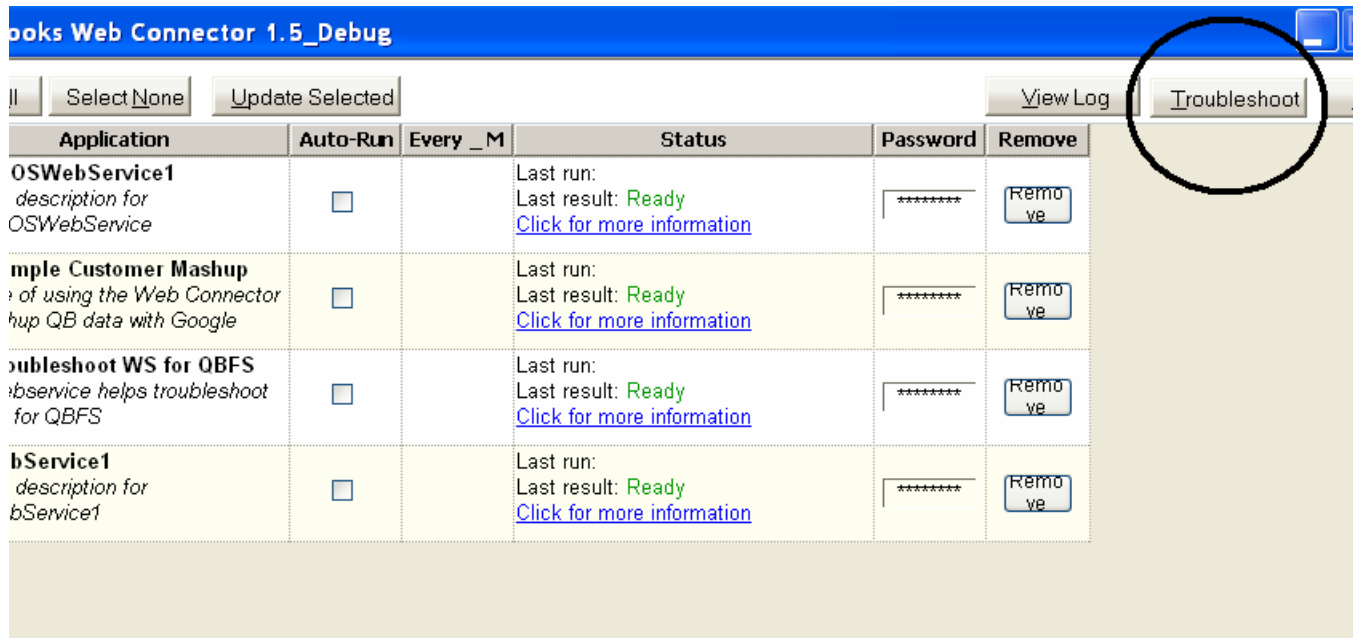 ooks Web Connector 1.5_Debug
ll Select None Update Selected View Log Troubleshoot
Application Auto-Run Every _M Status Password Remove
OSWebService1
description for
OSWebService
Last run:
Last result: Ready
Click for more information
********
Remo
ve
mple Customer Mashup
of using the Web Connector
hup QB data with Google
Last run:
Last result: Ready
Click for more information
********
Remo
ve
oubleshoot WS for QBFS
ebservice helps troubleshoot
for QBFS
Last run:
Last result: Ready
Click for more information
********
Remo
ve
bService1
description for
bService1
Last run:
Last result: Ready
Click for more information
********
Remo
ve